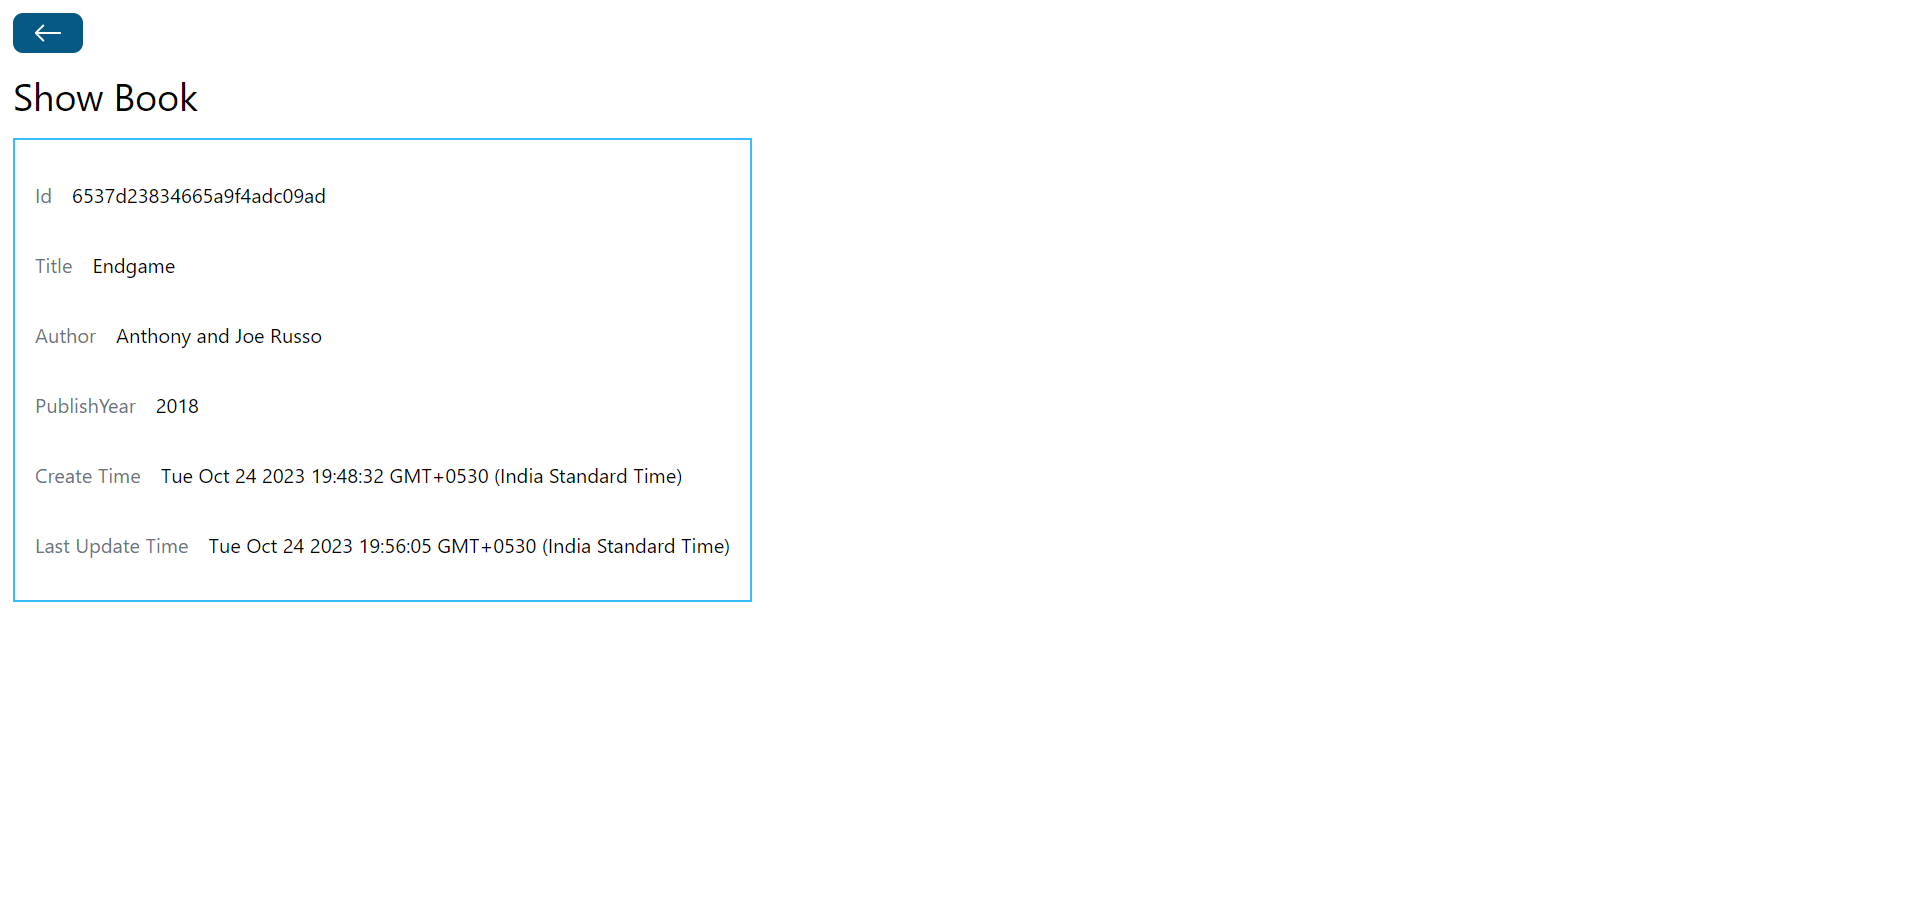 Show Book
Id 6537d23834665a9f4adc09ad
Title Endgame
Author Anthony and Joe Russo
PublishYear 2018
Create Time Tue Oct 24 2023 19:48:32 GMT+0530 (India Standard Time)
Last Update Time Tue Oct 24 2023 19:56:05 GMT+0530 (India Standard Time)